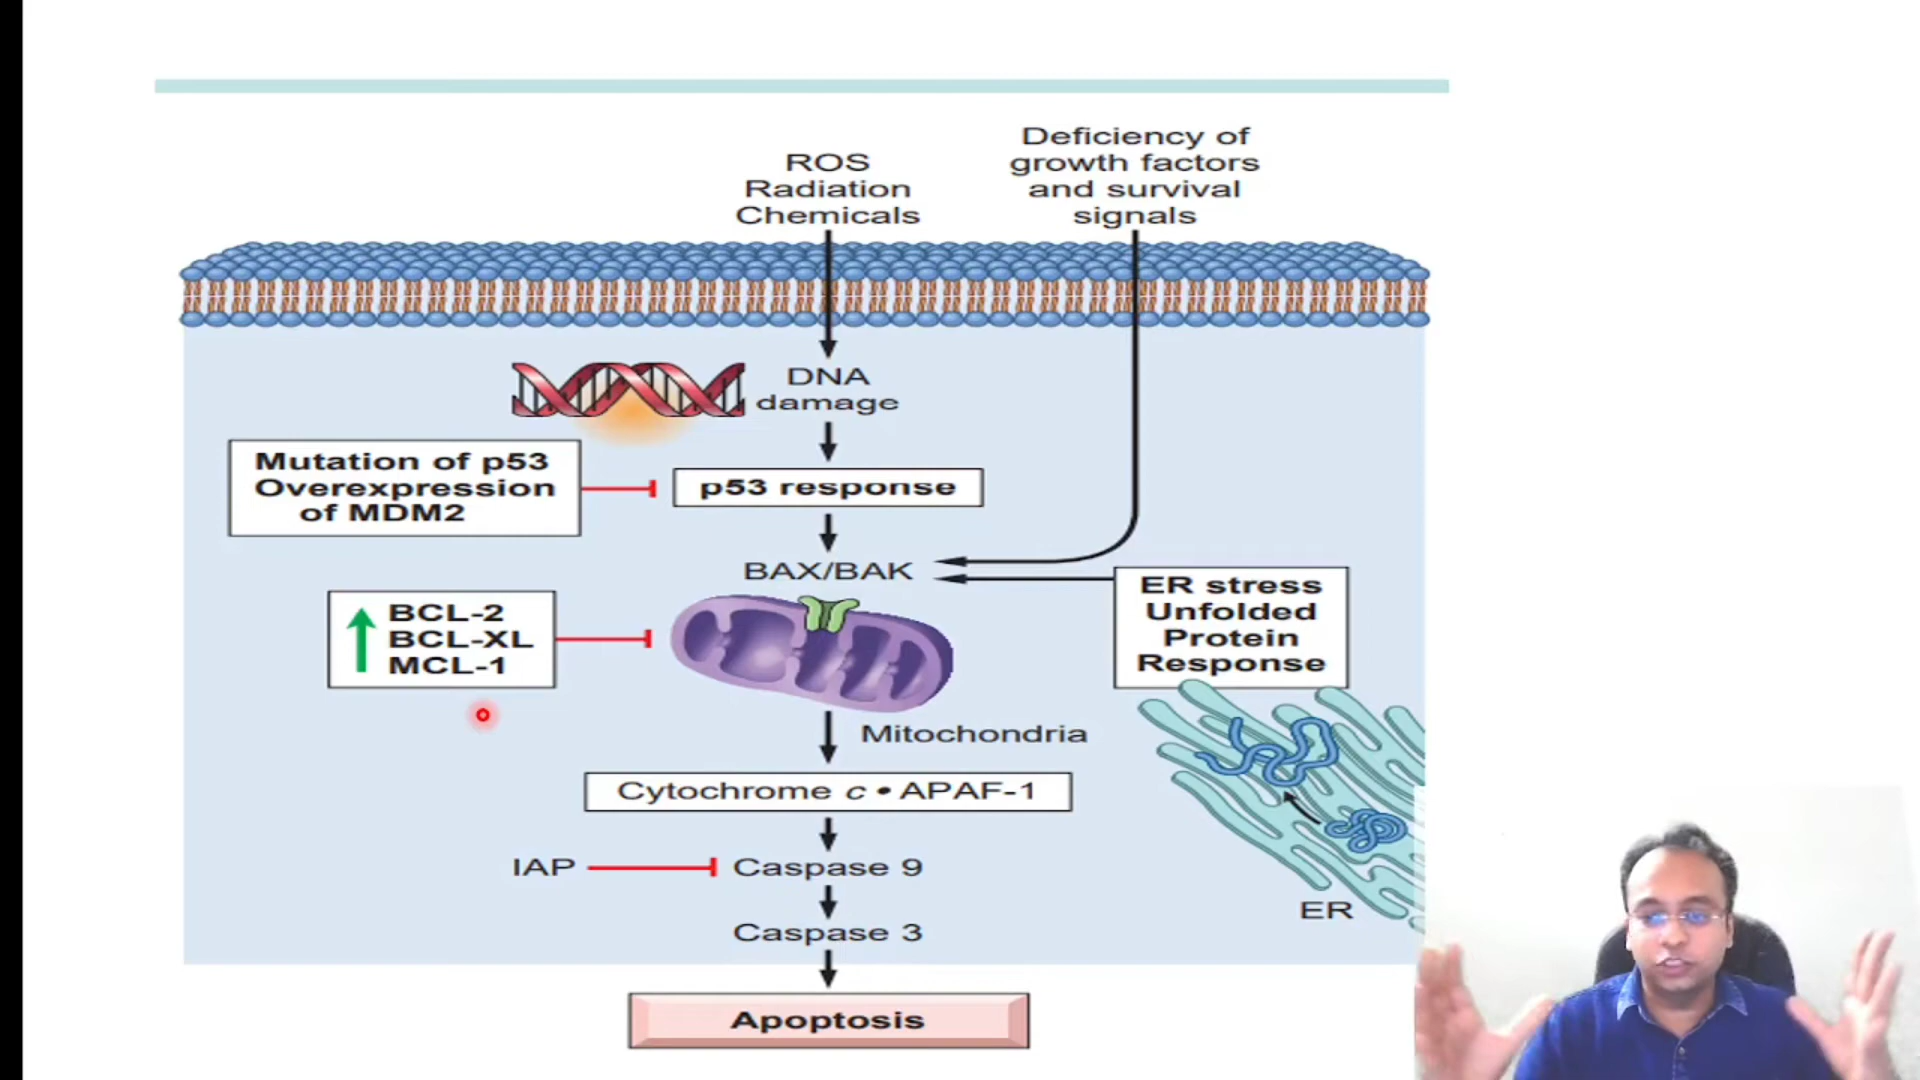 ROS
Radiation
Chemicals
Deficiency of
growth factors
and survival
signals
DNA
damage
Mutation of p53
Overexpression
of MDM2
p53 response
BAX/BAK
BCL-2
BCL-XL
MCL-1
ER stress
Unfolded
Protein
Response
Mitochondria
Cytochrome c • APAF-1
IAP
Caspase 9
Caspase 3
ER
Apoptosis